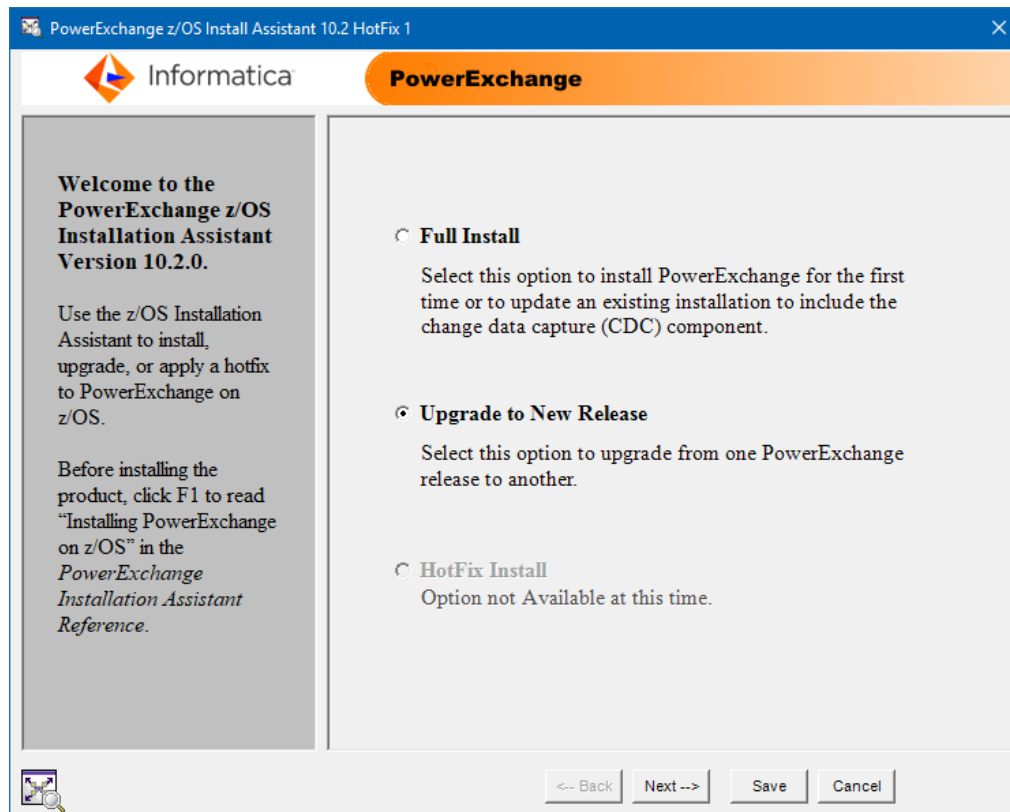 PowerExchange z/OS Install Assistant 10.2 HotFix 1
Informatica
PowerExchange
Welcome to the
PowerExchange z/OS
Installation Assistant
Version 10.2.0.
Use the z/OS Installation
Assistant to install,
upgrade, or apply a hotfix
to PowerExchange on
z/OS.
Before installing the
product, click F1 to read
“Installing PowerExchange
on z/OS” in the
PowerExchange
Installation Assistant
Reference.
Full Install
Select this option to install PowerExchange for the first
time or to update an existing installation to include the
change data capture (CDC) component.
Upgrade to New Release
Select this option to upgrade from one PowerExchange
release to another.
HotFix Install
Option not Available at this time.
<-- Back Next --> Save Cancel